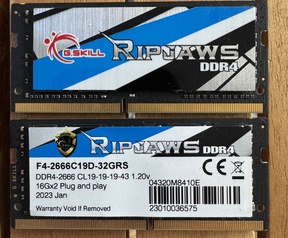 G.SKILL RIPJAWS
DDR4
RIPJAWS DDR4
F4-2666C19D-32GRS
DDR4-2666 CL19-19-19-43 1.20v
16Gx2 Plug and play
2023 Jan
Warranty Void If Removed
04320M8410E
23010036575